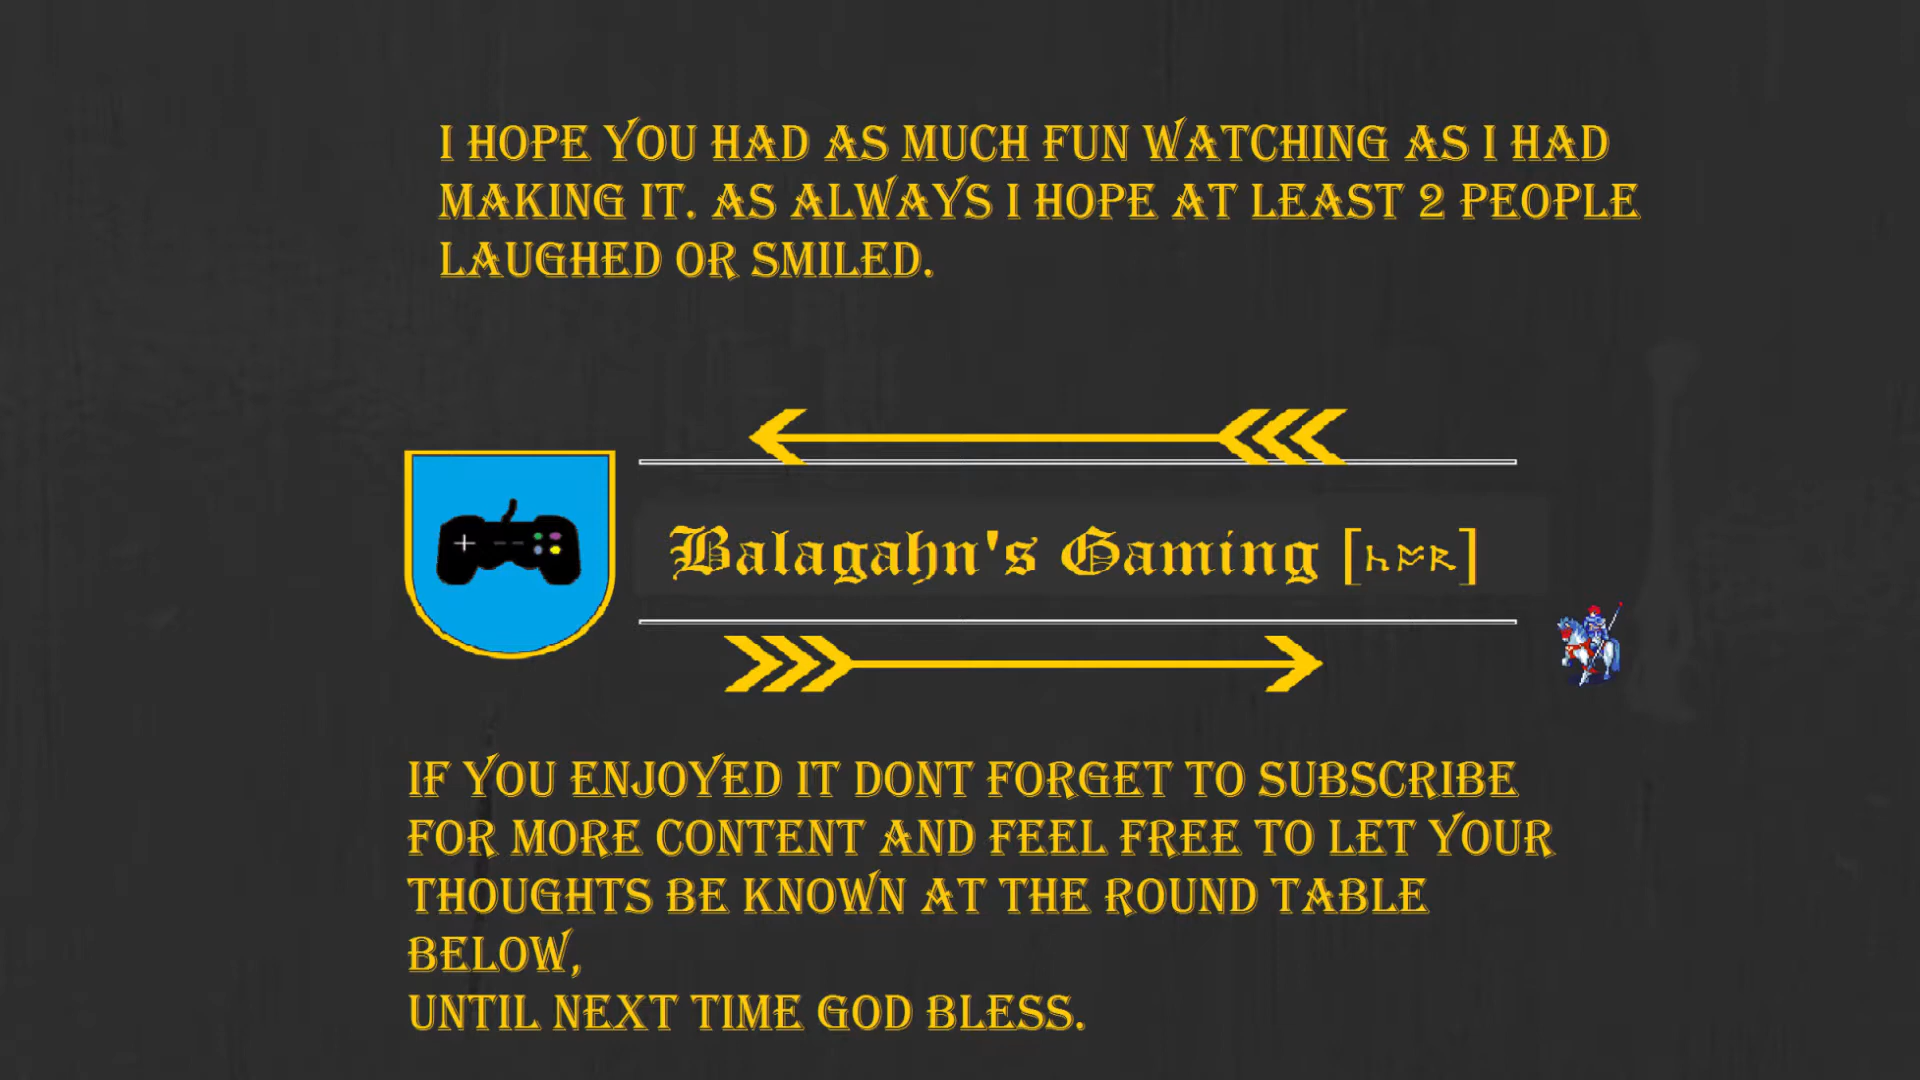 I HOPE YOU HAD AS MUCH FUN WATCHING AS I HAD
MAKING IT. AS ALWAYS I HOPE AT LEAST 2 PEOPLE
LAUGHED OR SMILED.
Balagahn's Gaming [ᚢᛈᚱ]
IF YOU ENJOYED IT DONT FORGET TO SUBSCRIBE
FOR MORE CONTENT AND FEEL FREE TO LET YOUR
THOUGHTS BE KNOWN AT THE ROUND TABLE
BELOW,
UNTIL NEXT TIME GOD BLESS.